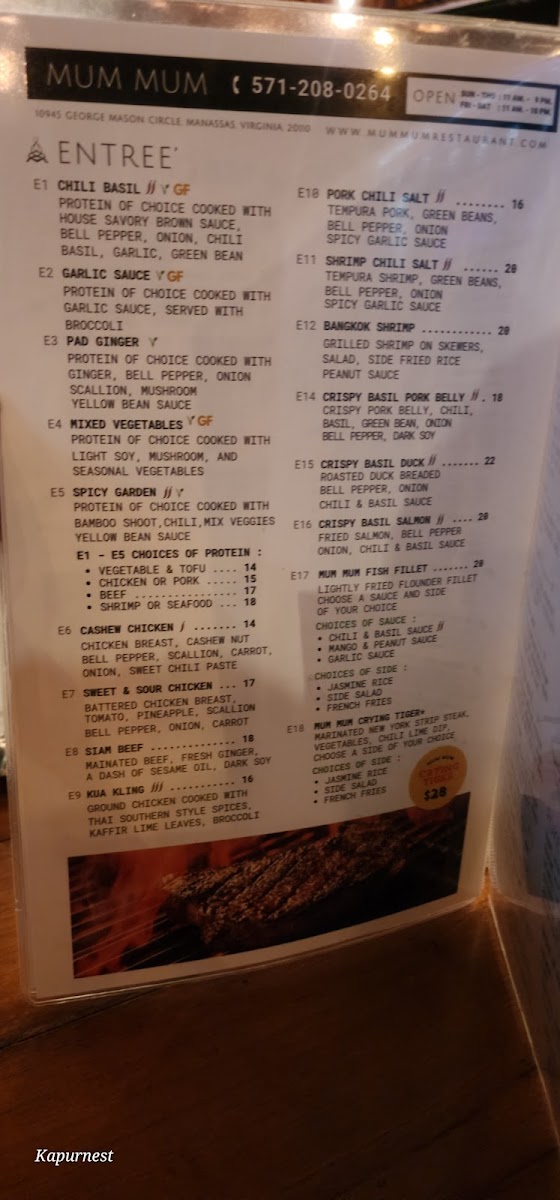 MUM MUM 571-208-0264
OPEN SUN - THU : 11 AM. - 9 PM.
FRI - SAT : 11 AM. - 10 PM.
10945 GEORGE MASON CIRCLE, MANASSAS, VIRGINIA, 2000 WWW.MUMMUMRESTAURANT.COM
ENTREE'
E1 CHILI BASIL GF
PROTEIN OF CHOICE COOKED WITH
HOUSE SAVORY BROWN SAUCE,
BELL PEPPER, ONION, CHILI
BASIL, GARLIC, GREEN BEAN
E2 GARLIC SAUCE GF
PROTEIN OF CHOICE COOKED WITH
GARLIC SAUCE, SERVED WITH
BROCCOLI
E3 PAD GINGER
PROTEIN OF CHOICE COOKED WITH
GINGER, BELL PEPPER, ONION
SCALLION, MUSHROOM
YELLOW BEAN SAUCE
E4 MIXED VEGETABLES GF
PROTEIN OF CHOICE COOKED WITH
LIGHT SOY, MUSHROOM, AND
SEASONAL VEGETABLES
E5 SPICY GARDEN
PROTEIN OF CHOICE COOKED WITH
BAMBOO SHOOT,CHILI,MIX VEGGIES
YELLOW BEAN SAUCE
E1 - E5 CHOICES OF PROTEIN :
• VEGETABLE & TOFU .... 14
• CHICKEN OR PORK ..... 15
• BEEF ................ 17
• SHRIMP OR SEAFOOD ... 18
E6 CASHEW CHICKEN ....... 14
CHICKEN BREAST, CASHEW NUT
BELL PEPPER, SCALLION, CARROT,
ONION, SWEET CHILI PASTE
E7 SWEET & SOUR CHICKEN ... 17
BATTERED CHICKEN BREAST,
TOMATO, PINEAPPLE, SCALLION
BELL PEPPER, ONION, CARROT
E8 SIAM BEEF .............. 18
MAINATED BEEF, FRESH GINGER,
A DASH OF SESAME OIL, DARK SOY
E9 KUA KLING ............ 16
GROUND CHICKEN COOKED WITH
THAI SOUTHERN STYLE SPICES,
KAFFIR LIME LEAVES, BROCCOLI
E10 PORK CHILI SALT ........ 16
TEMPURA PORK, GREEN BEANS,
BELL PEPPER, ONION
SPICY GARLIC SAUCE
E11 SHRIMP CHILI SALT ...... 20
TEMPURA SHRIMP, GREEN BEANS,
BELL PEPPER, ONION
SPICY GARLIC SAUCE
E12 BANGKOK SHRIMP ............ 20
GRILLED SHRIMP ON SKEWERS,
SALAD, SIDE FRIED RICE
PEANUT SAUCE
E14 CRISPY BASIL PORK BELLY . 18
CRISPY PORK BELLY, CHILI,
BASIL, GREEN BEAN, ONION
BELL PEPPER, DARK SOY
E15 CRISPY BASIL DUCK ....... 22
ROASTED DUCK BREADED
BELL PEPPER, ONION
CHILI & BASIL SAUCE
E16 CRISPY BASIL SALMON .... 20
FRIED SALMON, BELL PEPPER
ONION, CHILI & BASIL SAUCE
E17 MUM MUM FISH FILLET ....... 20
LIGHTLY FRIED FLOUNDER FILLET
CHOOSE A SAUCE AND SIDE
OF YOUR CHOICE
CHOICES OF SAUCE :
• CHILI & BASIL SAUCE
• MANGO & PEANUT SAUCE
• GARLIC SAUCE
CHOICES OF SIDE :
• JASMINE RICE
• SIDE SALAD
• FRENCH FRIES
E18 MUM MUM CRYING TIGER*
MARINATED NEW YORK STRIP STEAK,
VEGETABLES, CHILI LIME DIP,
CHOOSE A SIDE OF YOUR CHOICE
CHOICES OF SIDE :
• JASMINE RICE
• SIDE SALAD
• FRENCH FRIES
MUM MUM
CRYING
TIGER
$28
Kapurnest